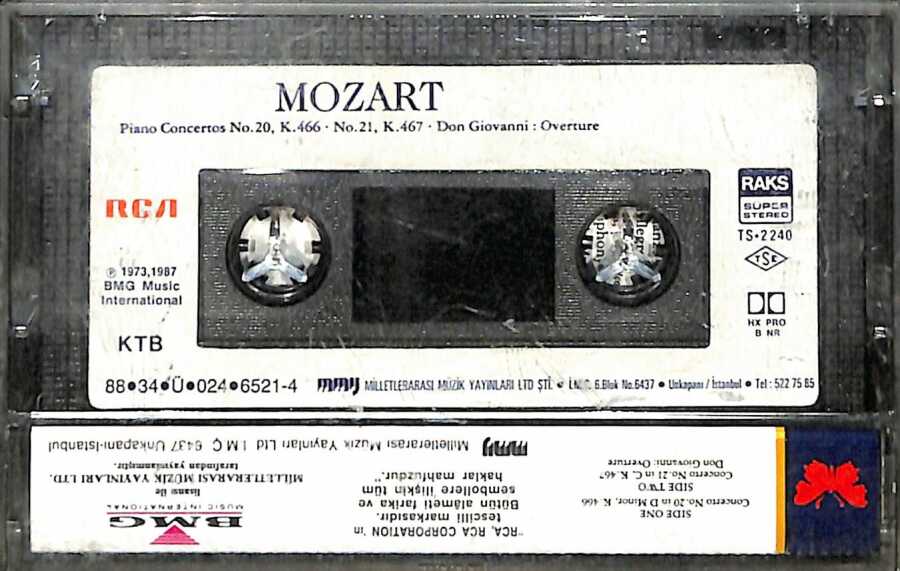 MOZART
Piano Concertos No.20, K.466 · No.21, K.467 · Don Giovanni : Overture
RCA
RAKS
SUPER
STEREO
TS•2240
TSE
℗ 1973,1987
BMG Music
International
HX PRO
B NR
KTB
88•34•Ü•024•6521-4
mmy MİLLETLERARASI MÜZİK YAYINLARI LTD ŞTİ. • İ.M.Ç. 6.Blok No.6437 • Unkapanı / İstanbul • Tel : 522 75 85
SIDE ONE
Concerto No.20 in D Minor, K. 466
SIDE TWO
Concerto No.21 in C, K. 467
Don Giovanni: Overture
"RCA, RCA CORPORATION 'ın
tescilli markasıdır.
Bütün alâmeti farika ve
sembollere ilişkin tüm
haklar mahfuzdur."
BMG
MUSIC INTERNATIONAL
lisansı ile
MİLLETLERARASI MÜZİK YAYINLARI LTD.
tarafından yayınlanmıştır.
mmy Milletlerarası Müzik Yayınları Ltd İ M Ç 6437 Unkapanı-İstanbul